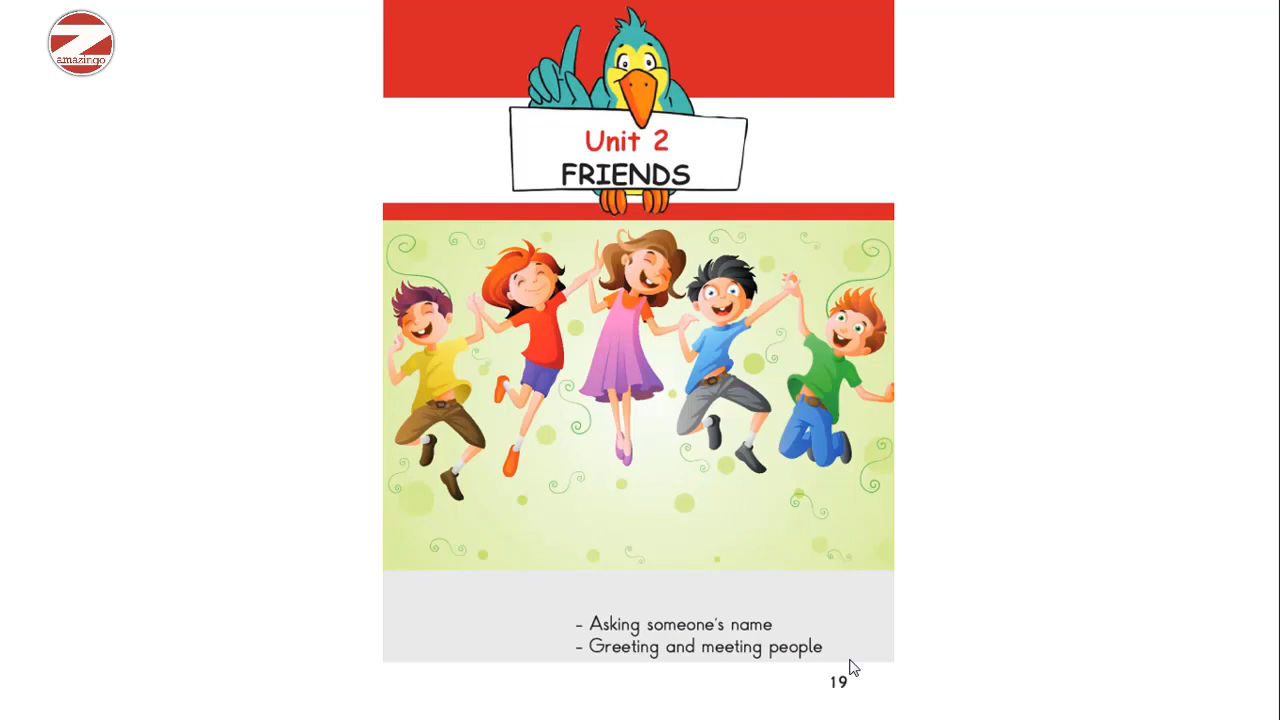 amazingo
Unit 2
FRIENDS
- Asking someone's name
- Greeting and meeting people
19